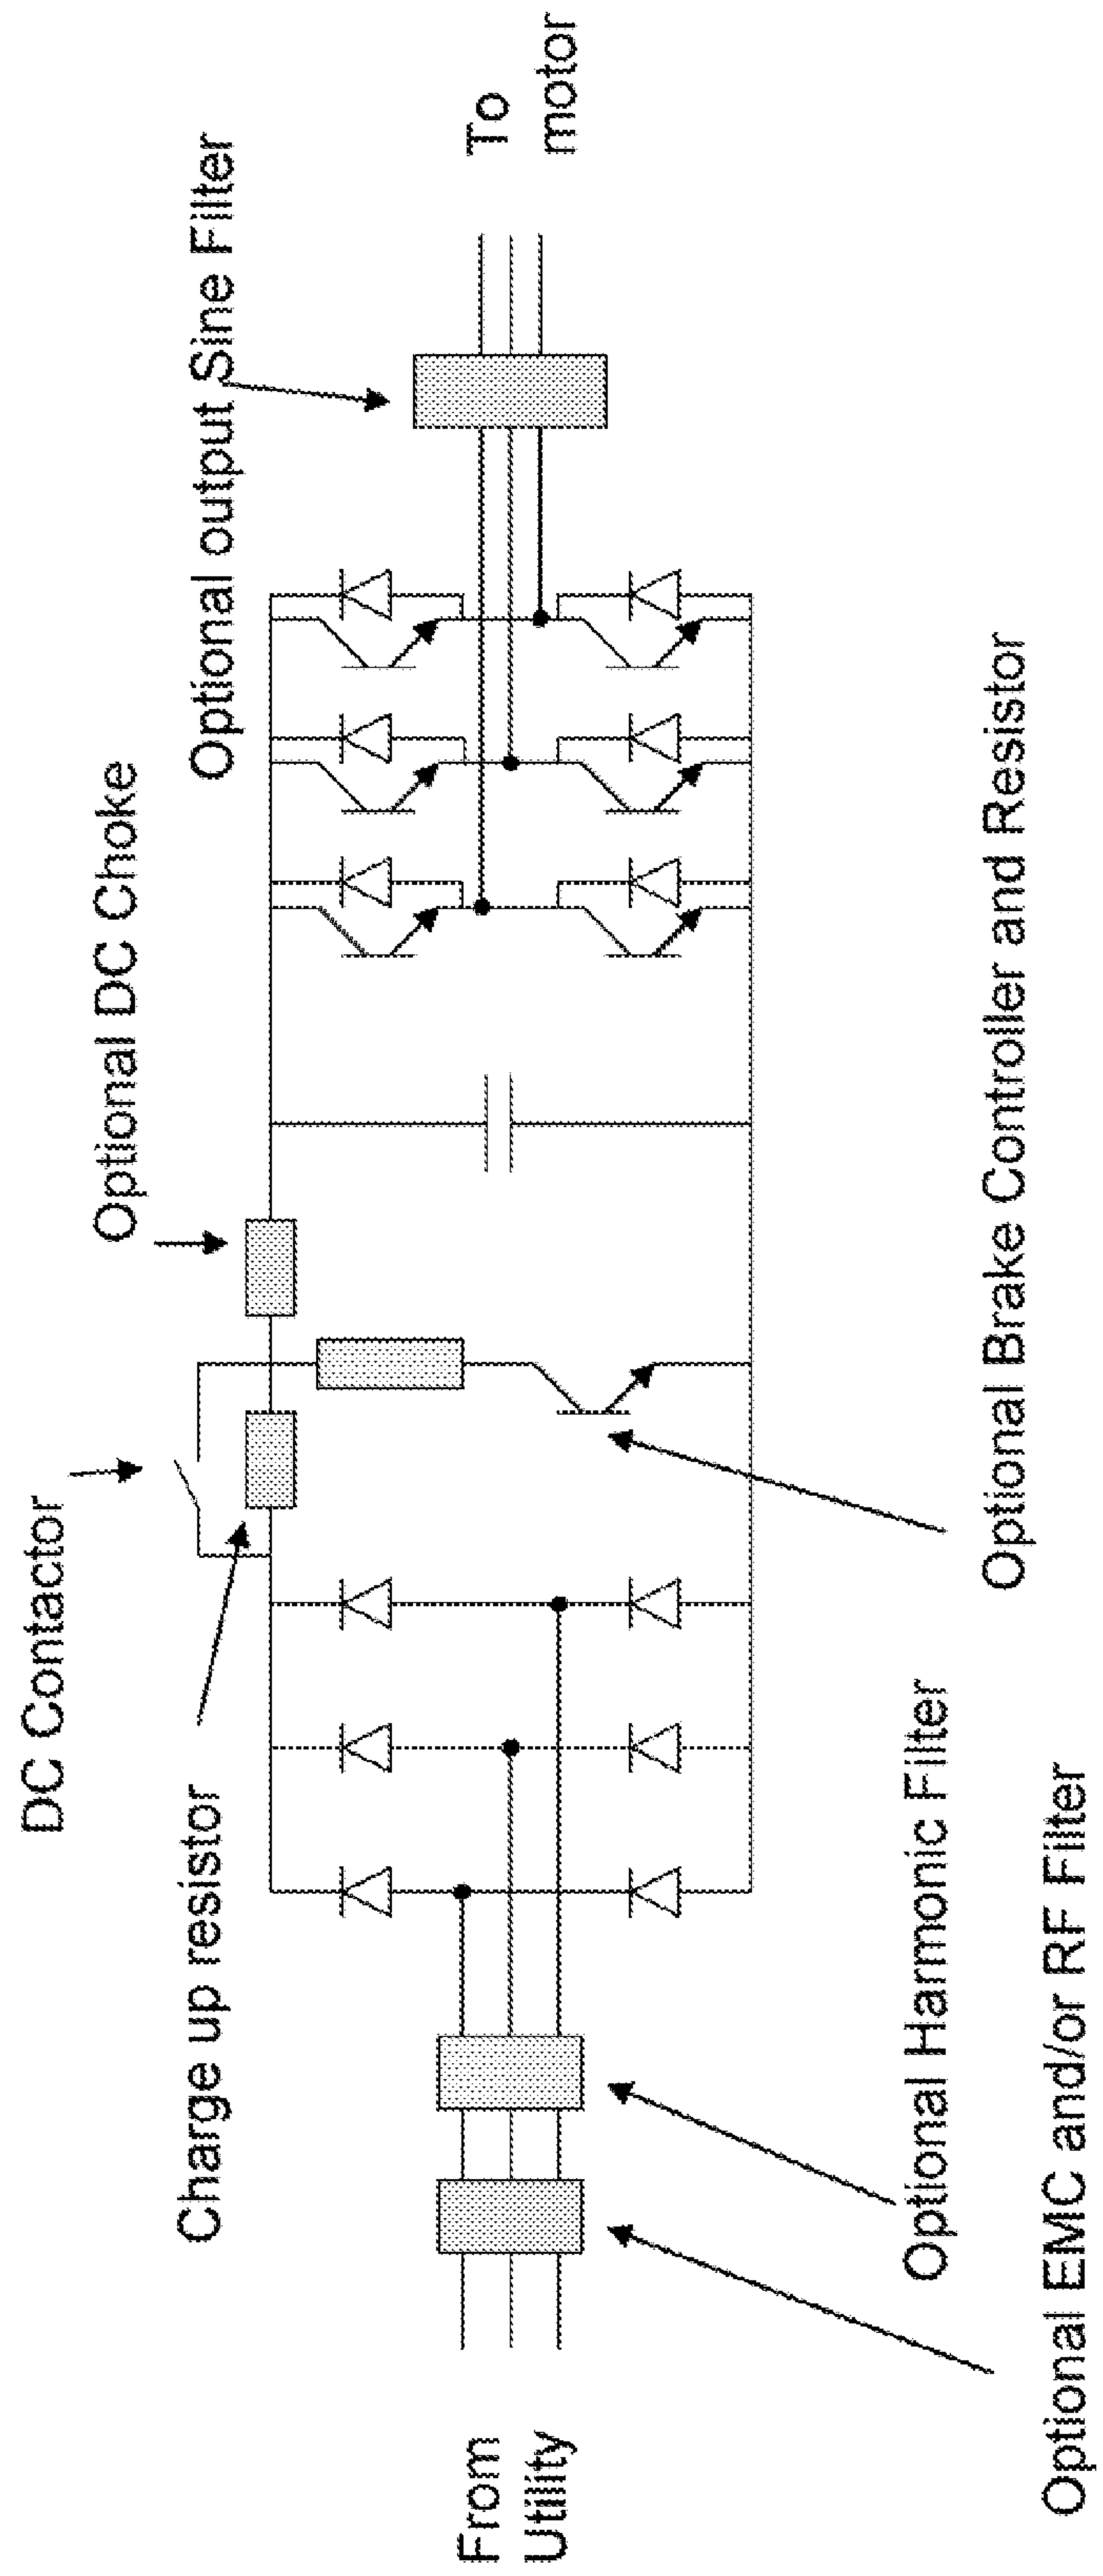 DC Contactor
Optional DC Choke
Charge up resistor
Optional output Sine Filter
From
Utility
To
motor
Optional Harmonic Filter
Optional Brake Controller and Resistor
Optional EMC and/or RF Filter